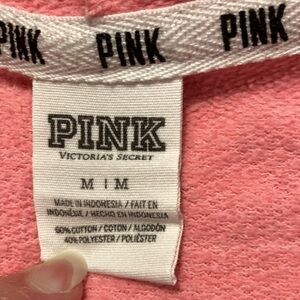 PINK PINK PINK
PINK
VICTORIA'S SECRET
M | M
MADE IN INDONESIA / FAIT EN
INDONÉSIE / HECHO EN INDONESIA
60% COTTON / COTON / ALGODÓN
40% POLYESTER / POLIÉSTER